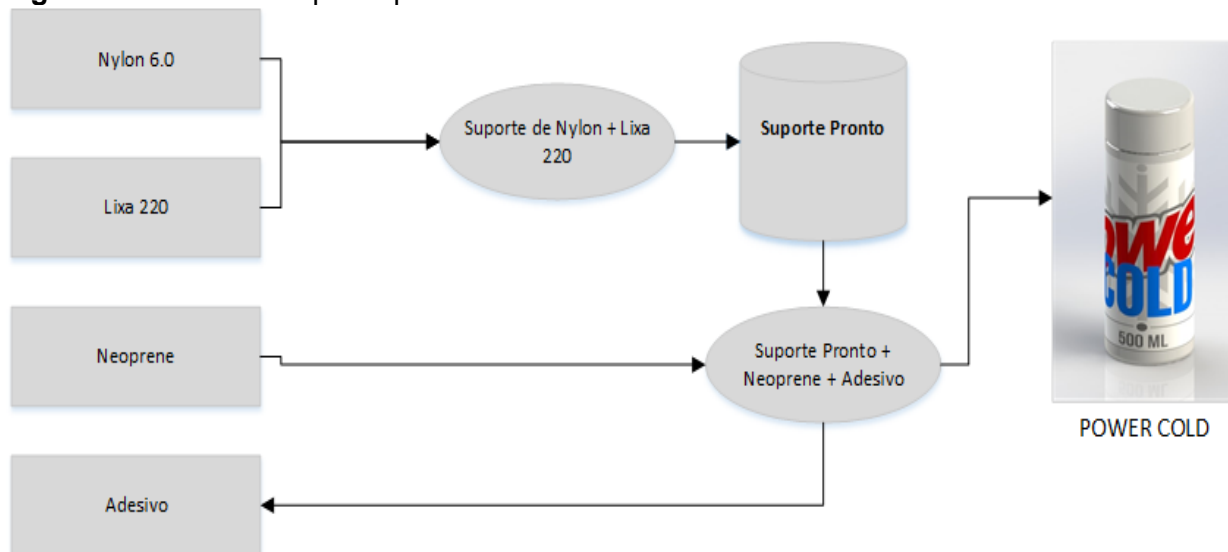 Nylon 6.0
Lixa 220
Neoprene
Adesivo
Suporte de Nylon + Lixa
220
Suporte Pronto
Suporte Pronto +
Neoprene + Adesivo
COLD
500 ML
POWER COLD